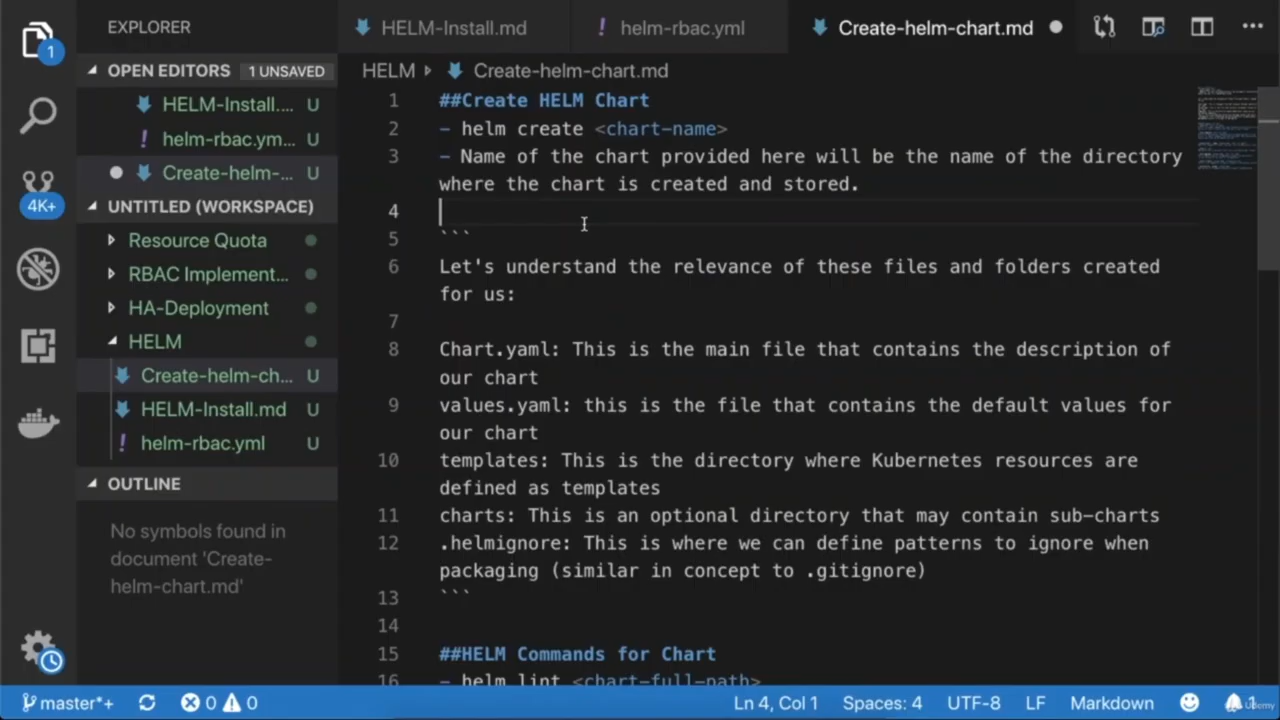 EXPLORER
HELM-Install.md
helm-rbac.yml
Create-helm-chart.md
1
OPEN EDITORS 1 UNSAVED
HELM-Install.... U
helm-rbac.ym... U
Create-helm-... U
4K+
UNTITLED (WORKSPACE)
Resource Quota
RBAC Implement...
HA-Deployment
HELM
Create-helm-ch... U
HELM-Install.md U
helm-rbac.yml U
OUTLINE
No symbols found in
document 'Create-
helm-chart.md'
HELM Create-helm-chart.md
1 ##Create HELM Chart
2 - helm create <chart-name>
3 - Name of the chart provided here will be the name of the directory
where the chart is created and stored.
4
5 ```
6 Let's understand the relevance of these files and folders created
for us:
7
8 Chart.yaml: This is the main file that contains the description of
our chart
9 values.yaml: this is the file that contains the default values for
our chart
10 templates: This is the directory where Kubernetes resources are
defined as templates
11 charts: This is an optional directory that may contain sub-charts
12 .helmignore: This is where we can define patterns to ignore when
packaging (similar in concept to .gitignore)
13 ```
14
15 ##HELM Commands for Chart
16 - helm lint <chart-full-path>
master*+ 0 0 Ln 4, Col 1 Spaces: 4 UTF-8 LF Markdown 1
Udemy